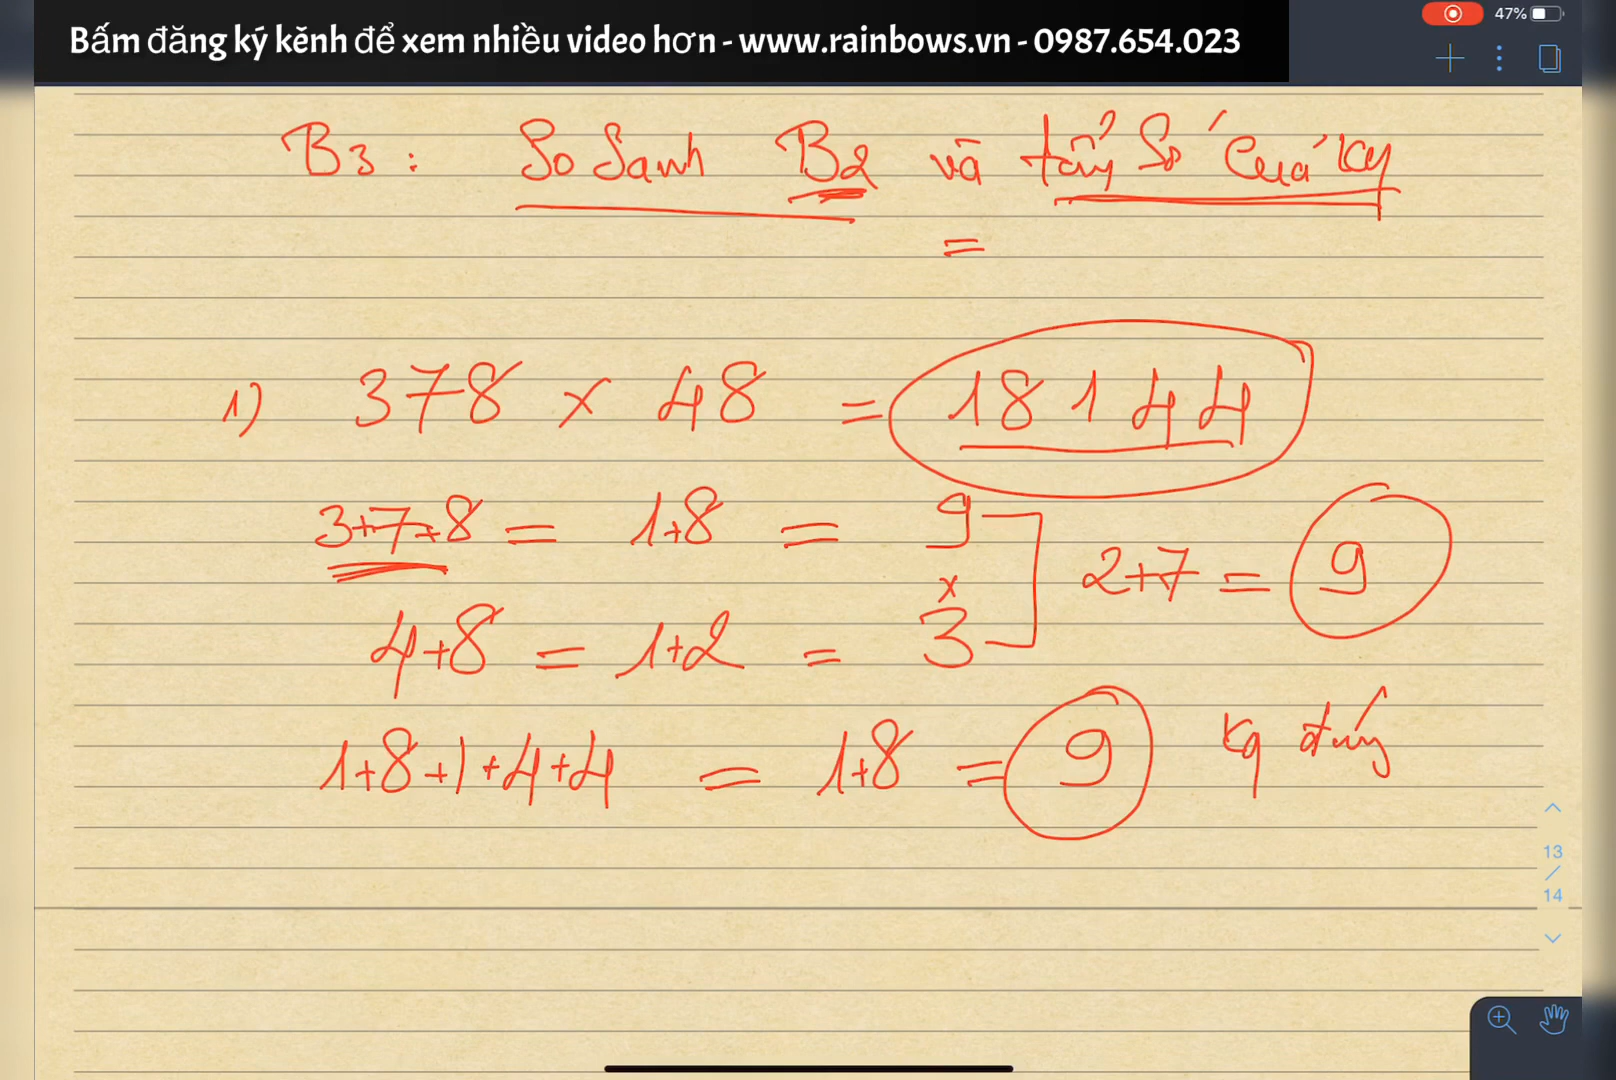 Bấm đăng ký kênh để xem nhiều video hơn - www.rainbows.vn - 0987.654.023
47%
B3: So Sanh B2 và tổng Số Của KQ
=
1) 378 x 48 = 18144
3+7+8 = 1+8 = 9
x
2+7 = 9
4+8 = 1+2 = 3
1+8+1+4+4 = 1+8 = 9 Kq đúng
13
/
14